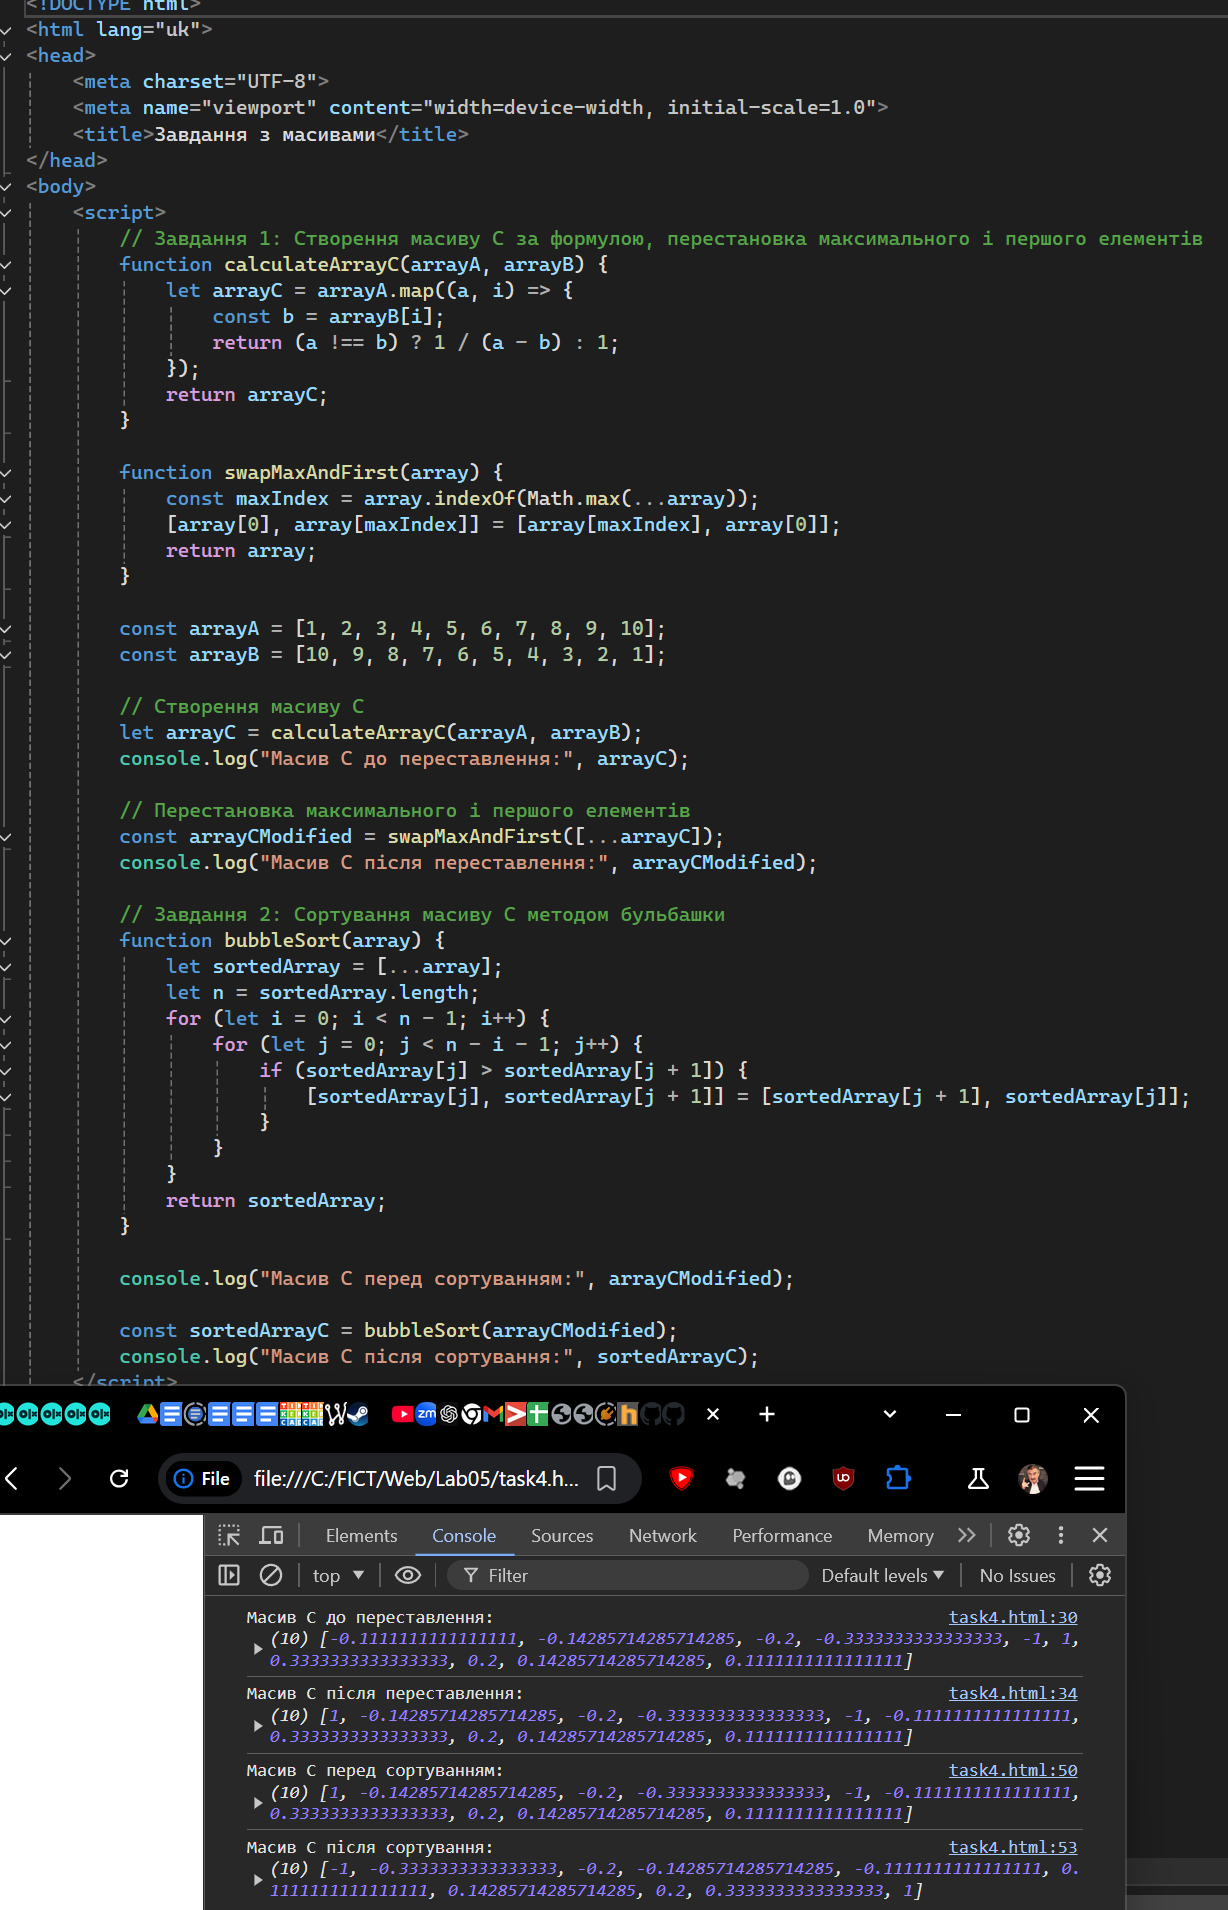 <!DOCTYPE html>
<html lang="uk">
<head>
    <meta charset="UTF-8">
    <meta name="viewport" content="width=device-width, initial-scale=1.0">
    <title>Завдання з масивами</title>
</head>
<body>
    <script>
        // Завдання 1: Створення масиву C за формулою, перестановка максимального і першого елементів
        function calculateArrayC(arrayA, arrayB) {
            let arrayC = arrayA.map((a, i) => {
                const b = arrayB[i];
                return (a !== b) ? 1 / (a - b) : 1;
            });
            return arrayC;
        }

        function swapMaxAndFirst(array) {
            const maxIndex = array.indexOf(Math.max(...array));
            [array[0], array[maxIndex]] = [array[maxIndex], array[0]];
            return array;
        }

        const arrayA = [1, 2, 3, 4, 5, 6, 7, 8, 9, 10];
        const arrayB = [10, 9, 8, 7, 6, 5, 4, 3, 2, 1];

        // Створення масиву C
        let arrayC = calculateArrayC(arrayA, arrayB);
        console.log("Масив C до переставлення:", arrayC);

        // Перестановка максимального і першого елементів
        const arrayCModified = swapMaxAndFirst([...arrayC]);
        console.log("Масив C після переставлення:", arrayCModified);

        // Завдання 2: Сортування масиву C методом бульбашки
        function bubbleSort(array) {
            let sortedArray = [...array];
            let n = sortedArray.length;
            for (let i = 0; i < n - 1; i++) {
                for (let j = 0; j < n - i - 1; j++) {
                    if (sortedArray[j] > sortedArray[j + 1]) {
                        [sortedArray[j], sortedArray[j + 1]] = [sortedArray[j + 1], sortedArray[j]];
                    }
                }
            }
            return sortedArray;
        }

        console.log("Масив C перед сортуванням:", arrayCModified);

        const sortedArrayC = bubbleSort(arrayCModified);
        console.log("Масив C після сортування:", sortedArrayC);
    </script>
File file:///C:/FICT/Web/Lab05/task4.h...
Elements Console Sources Network Performance Memory
top Filter Default levels No Issues
Масив C до переставлення: task4.html:30
(10) [-0.1111111111111111, -0.14285714285714285, -0.2, -0.3333333333333333, -1, 1,
0.3333333333333333, 0.2, 0.14285714285714285, 0.1111111111111111]
Масив C після переставлення: task4.html:34
(10) [1, -0.14285714285714285, -0.2, -0.3333333333333333, -1, -0.1111111111111111,
0.3333333333333333, 0.2, 0.14285714285714285, 0.1111111111111111]
Масив C перед сортуванням: task4.html:50
(10) [1, -0.14285714285714285, -0.2, -0.3333333333333333, -1, -0.1111111111111111,
0.3333333333333333, 0.2, 0.14285714285714285, 0.1111111111111111]
Масив C після сортування: task4.html:53
(10) [-1, -0.3333333333333333, -0.2, -0.14285714285714285, -0.1111111111111111, 0.
1111111111111111, 0.14285714285714285, 0.2, 0.3333333333333333, 1]